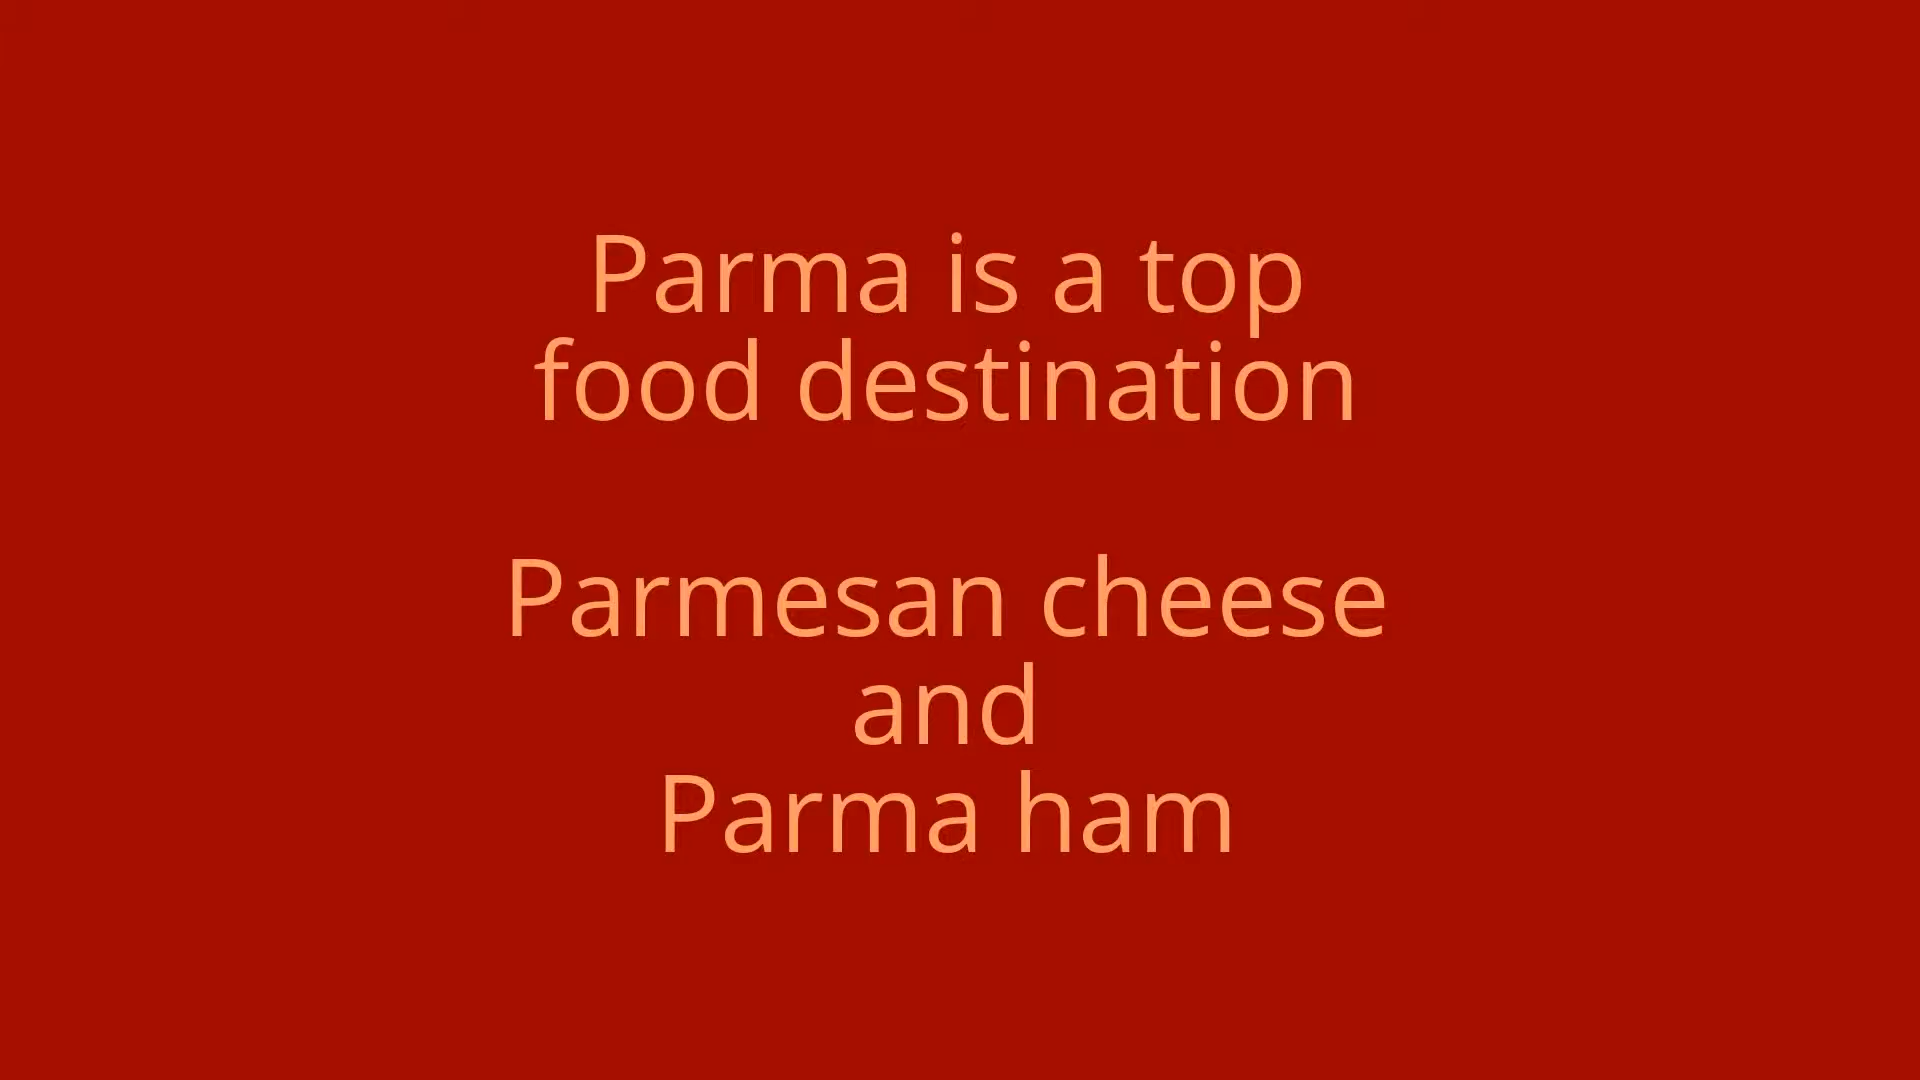 Parma is a top
food destination
Parmesan cheese
and
Parma ham